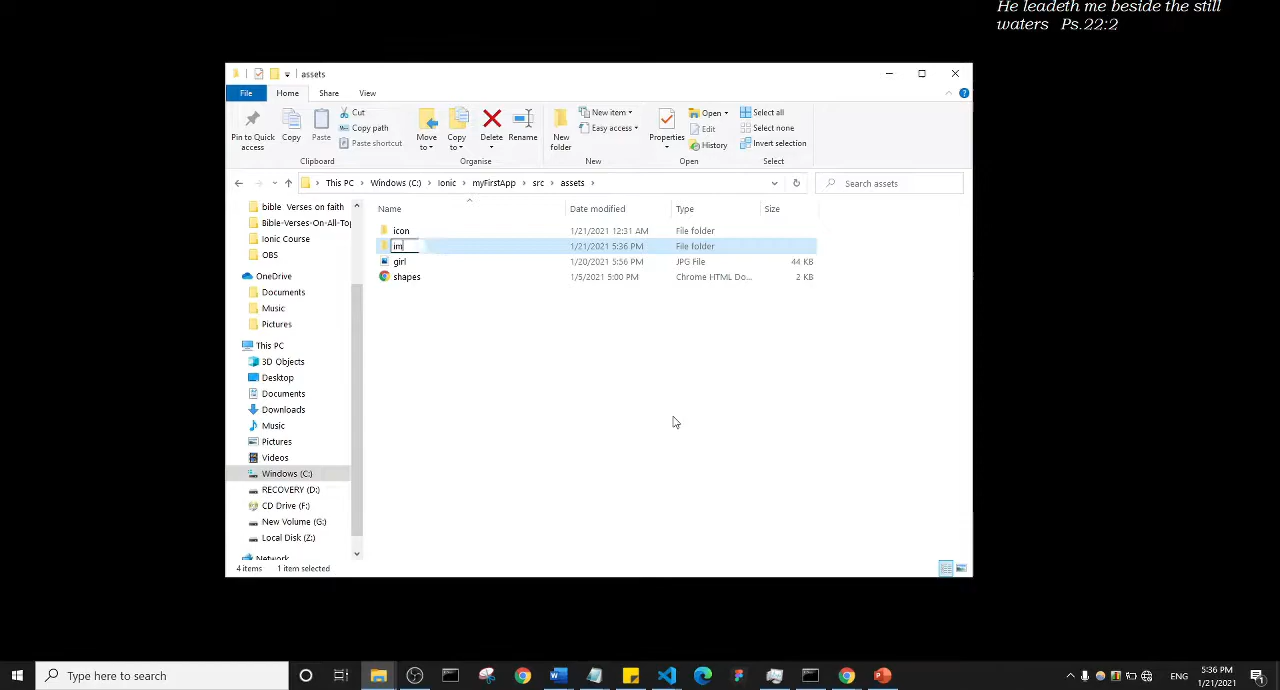 He leadeth me beside the still
waters Ps.22:2
assets
File Home Share View
Pin to Quick access
Copy
Paste
Cut
Copy path
Paste shortcut
Clipboard
Move to
Copy to
Delete
Rename
Organise
New folder
New item
Easy access
New
Properties
Open
Edit
History
Open
Select all
Select none
Invert selection
Select
This PC > Windows (C:) > Ionic > myFirstApp > src > assets >
Search assets
Name Date modified Type Size
icon 1/21/2021 12:31 AM File folder
im 1/21/2021 5:36 PM File folder
girl 1/20/2021 5:56 PM JPG File 44 KB
shapes 1/5/2021 5:00 PM Chrome HTML Do... 2 KB
bible Verses on faith
Bible-Verses-On-All-Top
Ionic Course
OBS
OneDrive
Documents
Music
Pictures
This PC
3D Objects
Desktop
Documents
Downloads
Music
Pictures
Videos
Windows (C:)
RECOVERY (D:)
CD Drive (F:)
New Volume (G:)
Local Disk (Z:)
Network
4 items 1 item selected
Type here to search
ENG
5:36 PM
1/21/2021